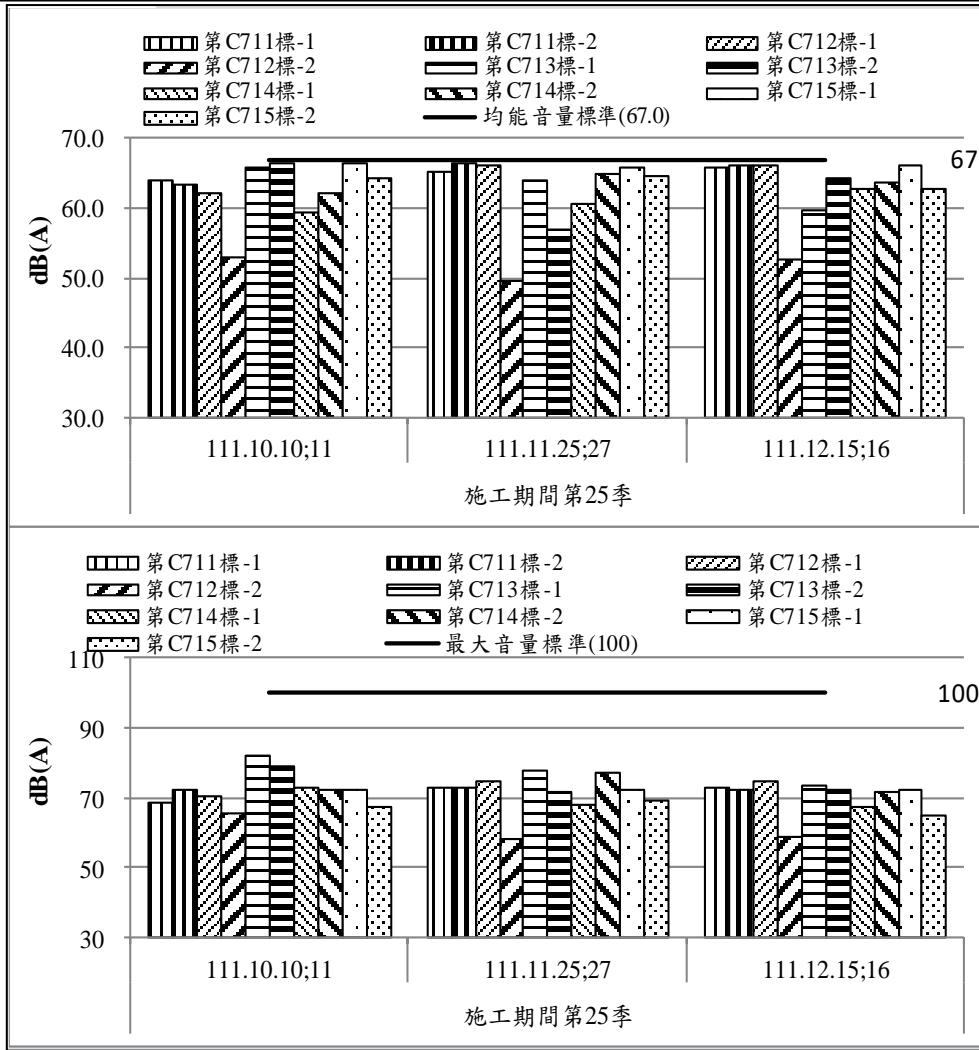 第C711標-1 第C711標-2 第C712標-1
第C712標-2 第C713標-1 第C713標-2
第C714標-1 第C714標-2 第C715標-1
第C715標-2 均能音量標準(67.0)
70.0
67
60.0
50.0
40.0
30.0
dB(A)
111.10.10;11 111.11.25;27 111.12.15;16
施工期間第25季
第C711標-1 第C711標-2 第C712標-1
第C712標-2 第C713標-1 第C713標-2
第C714標-1 第C714標-2 第C715標-1
第C715標-2 最大音量標準(100)
110
100
90
70
50
30
dB(A)
111.10.10;11 111.11.25;27 111.12.15;16
施工期間第25季